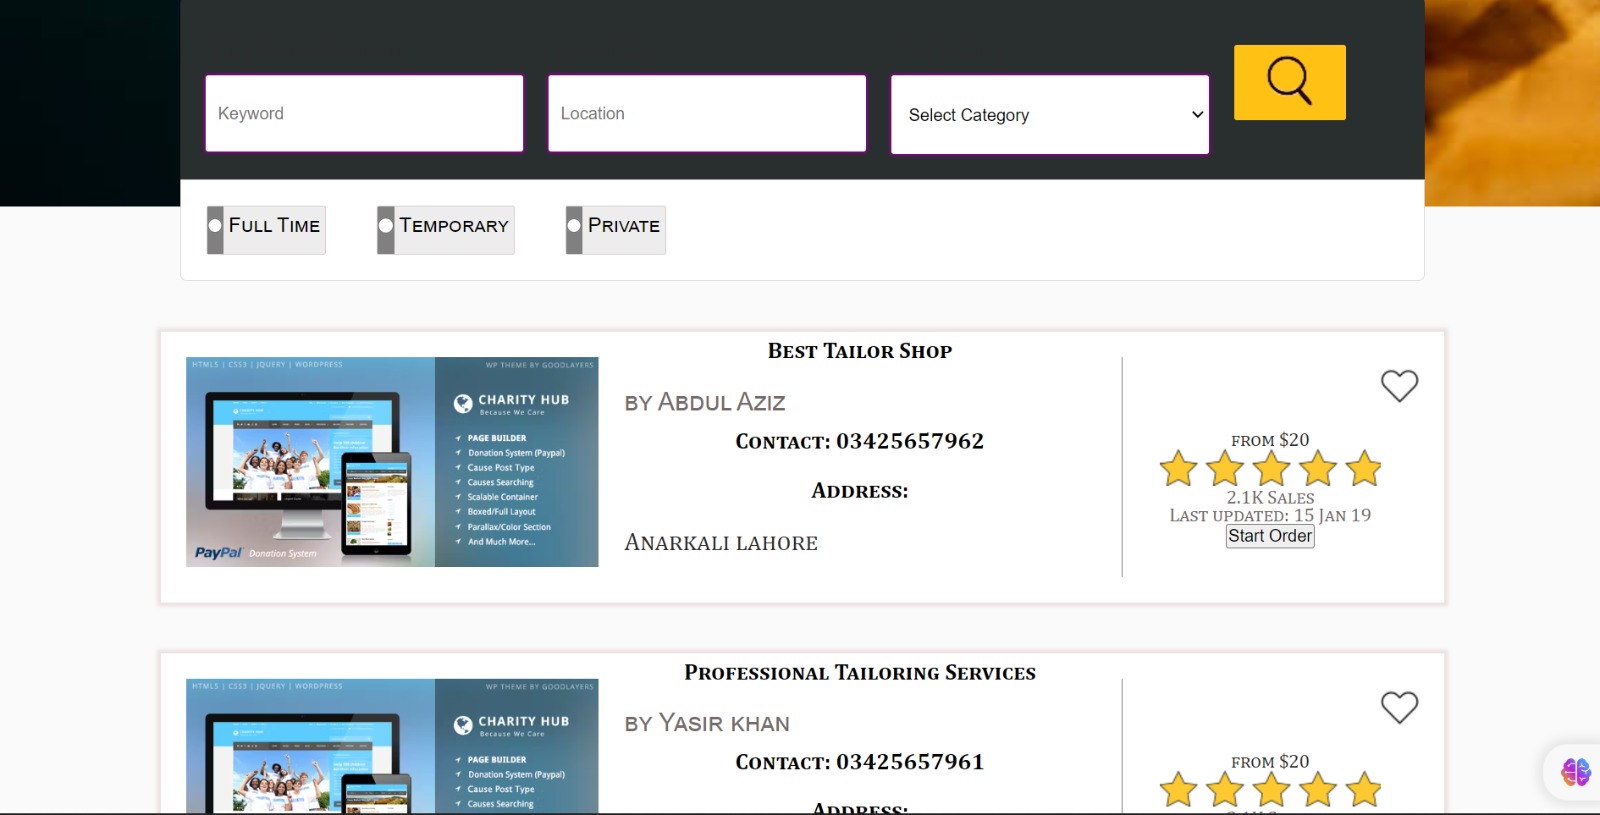 Keyword
Location
Select Category
Full Time
Temporary
Private
Best Tailor Shop
HTML5 | CSS3 | JQUERY | WORDPRESS
WP THEME BY GOODLAYERS
CHARITY HUB
Because We Care
PAGE BUILDER
Donation System (Paypal)
Cause Post Type
Causes Searching
Scalable Container
Boxed/Full Layout
Parallax/Color Section
And Much More...
PayPal Donation System
by Abdul Aziz
Contact: 03425657962
Address:
Anarkali lahore
from $20
2.1K Sales
Last updated: 15 Jan 19
Start Order
Professional Tailoring Services
HTML5 | CSS3 | JQUERY | WORDPRESS
WP THEME BY GOODLAYERS
CHARITY HUB
Because We Care
PAGE BUILDER
Donation System (Paypal)
Cause Post Type
Causes Searching
by Yasir khan
Contact: 03425657961
Address:
from $20